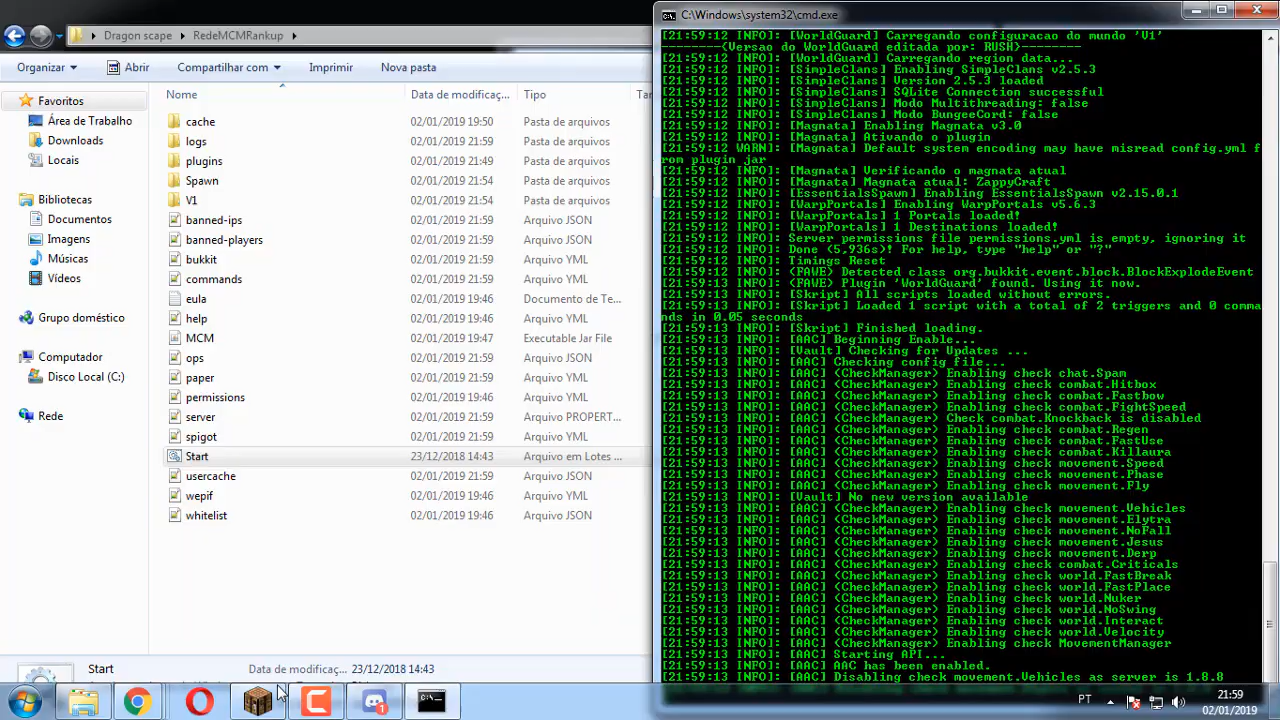 Dragon scape ▸ RedeMCMRankup ▸
Organizar Abrir Compartilhar com Imprimir Nova pasta
Favoritos
Área de Trabalho
Downloads
Locais
Bibliotecas
Documentos
Imagens
Músicas
Vídeos
Grupo doméstico
Computador
Disco Local (C:)
Rede
Nome Data de modificaç... Tipo Tar
cache 02/01/2019 19:50 Pasta de arquivos
logs 02/01/2019 21:59 Pasta de arquivos
plugins 02/01/2019 21:49 Pasta de arquivos
Spawn 02/01/2019 21:54 Pasta de arquivos
V1 02/01/2019 21:54 Pasta de arquivos
banned-ips 02/01/2019 21:59 Arquivo JSON
banned-players 02/01/2019 21:59 Arquivo JSON
bukkit 02/01/2019 21:59 Arquivo YML
commands 02/01/2019 21:59 Arquivo YML
eula 02/01/2019 19:46 Documento de Te...
help 02/01/2019 19:46 Arquivo YML
MCM 02/01/2019 19:47 Executable Jar File
ops 02/01/2019 21:59 Arquivo JSON
paper 02/01/2019 21:59 Arquivo YML
permissions 02/01/2019 19:46 Arquivo YML
server 02/01/2019 21:59 Arquivo PROPERT...
spigot 02/01/2019 21:59 Arquivo YML
Start 23/12/2018 14:43 Arquivo em Lotes ...
usercache 02/01/2019 21:59 Arquivo JSON
wepif 02/01/2019 19:46 Arquivo YML
whitelist 02/01/2019 19:46 Arquivo JSON
Start Data de modificaç... 23/12/2018 14:43
C:\Windows\system32\cmd.exe
[21:59:12 INFO]: [WorldGuard] Carregando configuracao do mundo 'V1'
--------{Versao do WorldGuard editada por: RUSH}--------
[21:59:12 INFO]: [WorldGuard] Carregando region data...
[21:59:12 INFO]: [SimpleClans] Enabling SimpleClans v2.5.3
[21:59:12 INFO]: [SimpleClans] Version 2.5.3 loaded
[21:59:12 INFO]: [SimpleClans] SQLite Connection successful
[21:59:12 INFO]: [SimpleClans] Modo Multithreading: false
[21:59:12 INFO]: [SimpleClans] Modo BungeeCord: false
[21:59:12 INFO]: [Magnata] Enabling Magnata v3.0
[21:59:12 INFO]: [Magnata] Ativando o plugin
[21:59:12 WARN]: [Magnata] Default system encoding may have misread config.yml f
rom plugin jar
[21:59:12 INFO]: [Magnata] Verificando o magnata atual
[21:59:12 INFO]: [Magnata] Magnata atual: ZappyCraft
[21:59:12 INFO]: [EssentialsSpawn] Enabling EssentialsSpawn v2.15.0.1
[21:59:12 INFO]: [WarpPortals] Enabling WarpPortals v5.6.3
[21:59:12 INFO]: [WarpPortals] 1 Portals loaded!
[21:59:12 INFO]: [WarpPortals] 1 Destinations loaded!
[21:59:12 INFO]: Server permissions file permissions.yml is empty, ignoring it
[21:59:12 INFO]: Done (5,936s)! For help, type "help" or "?"
[21:59:12 INFO]: Timings Reset
[21:59:12 INFO]: (FAWE) Detected class org.bukkit.event.block.BlockExplodeEvent
[21:59:12 INFO]: (FAWE) Plugin 'WorldGuard' found. Using it now.
[21:59:12 INFO]: [Skript] All scripts loaded without errors.
[21:59:12 INFO]: [Skript] Loaded 1 script with a total of 2 triggers and 0 comma
nds in 0.05 seconds
[21:59:13 INFO]: [Skript] Finished loading.
[21:59:13 INFO]: [AAC] Beginning Enable...
[21:59:13 INFO]: [Vault] Checking for Updates ...
[21:59:13 INFO]: [AAC] Checking config file...
[21:59:13 INFO]: [AAC] (CheckManager) Enabling check chat.Spam
[21:59:13 INFO]: [AAC] (CheckManager) Enabling check combat.Hitbox
[21:59:13 INFO]: [AAC] (CheckManager) Enabling check combat.Fastbow
[21:59:13 INFO]: [AAC] (CheckManager) Enabling check combat.FightSpeed
[21:59:13 INFO]: [AAC] (CheckManager) Check combat.Knockback is disabled
[21:59:13 INFO]: [AAC] (CheckManager) Enabling check combat.Regen
[21:59:13 INFO]: [AAC] (CheckManager) Enabling check combat.FastUse
[21:59:13 INFO]: [AAC] (CheckManager) Enabling check combat.Killaura
[21:59:13 INFO]: [AAC] (CheckManager) Enabling check movement.Speed
[21:59:13 INFO]: [AAC] (CheckManager) Enabling check movement.Phase
[21:59:13 INFO]: [AAC] (CheckManager) Enabling check movement.Fly
[21:59:13 INFO]: [Vault] No new version available
[21:59:13 INFO]: [AAC] (CheckManager) Enabling check movement.Vehicles
[21:59:13 INFO]: [AAC] (CheckManager) Enabling check movement.Elytra
[21:59:13 INFO]: [AAC] (CheckManager) Enabling check movement.NoFall
[21:59:13 INFO]: [AAC] (CheckManager) Enabling check movement.Jesus
[21:59:13 INFO]: [AAC] (CheckManager) Enabling check movement.Derp
[21:59:13 INFO]: [AAC] (CheckManager) Enabling check combat.Criticals
[21:59:13 INFO]: [AAC] (CheckManager) Enabling check world.FastBreak
[21:59:13 INFO]: [AAC] (CheckManager) Enabling check world.FastPlace
[21:59:13 INFO]: [AAC] (CheckManager) Enabling check world.Nuker
[21:59:13 INFO]: [AAC] (CheckManager) Enabling check world.NoSwing
[21:59:13 INFO]: [AAC] (CheckManager) Enabling check world.Interact
[21:59:13 INFO]: [AAC] (CheckManager) Enabling check world.Velocity
[21:59:13 INFO]: [AAC] (CheckManager) Enabling check MovementManager
[21:59:13 INFO]: [AAC] Starting API...
[21:59:13 INFO]: [AAC] AAC has been enabled.
[21:59:13 INFO]: [AAC] Disabling check movement.Vehicles as server is 1.8.8
PT
21:59
02/01/2019